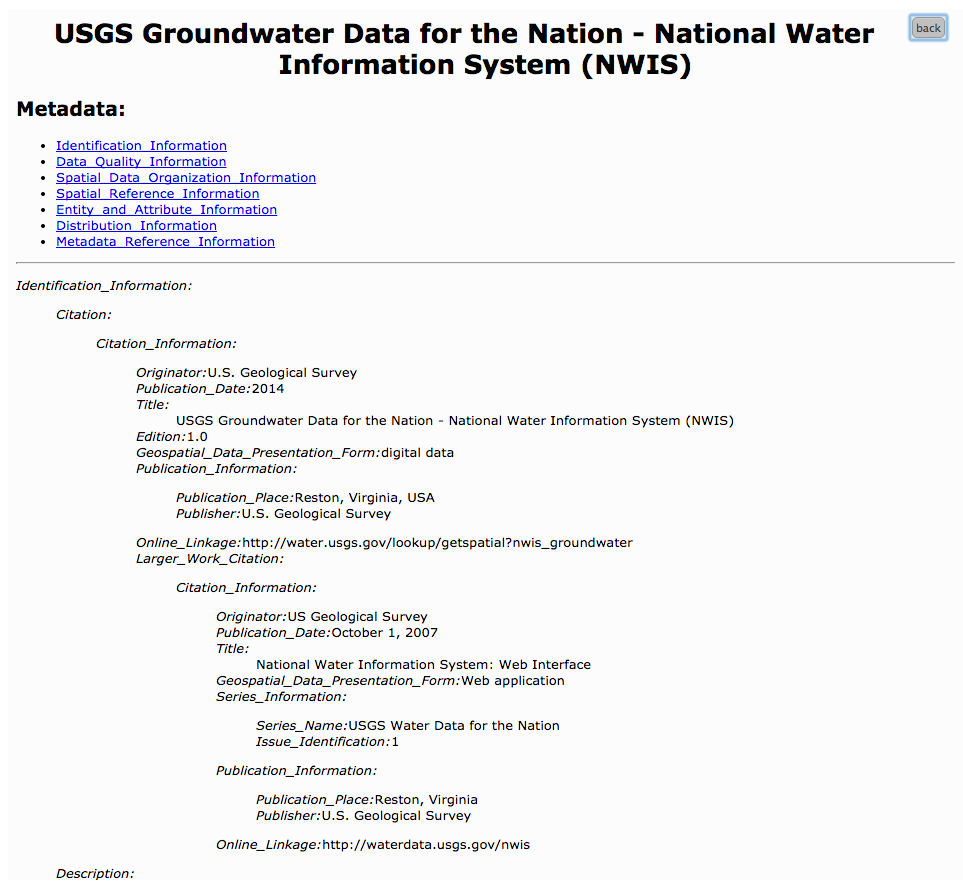 USGS Groundwater Data for the Nation - National Water
Information System (NWIS)
back
Metadata:
Identification_Information
Data_Quality_Information
Spatial_Data_Organization_Information
Spatial_Reference_Information
Entity_and_Attribute_Information
Distribution_Information
Metadata_Reference_Information
Identification_Information:
Citation:
Citation_Information:
Originator:U.S. Geological Survey
Publication_Date:2014
Title:
USGS Groundwater Data for the Nation - National Water Information System (NWIS)
Edition:1.0
Geospatial_Data_Presentation_Form:digital data
Publication_Information:
Publication_Place:Reston, Virginia, USA
Publisher:U.S. Geological Survey
Online_Linkage:http://water.usgs.gov/lookup/getspatial?nwis_groundwater
Larger_Work_Citation:
Citation_Information:
Originator:US Geological Survey
Publication_Date:October 1, 2007
Title:
National Water Information System: Web Interface
Geospatial_Data_Presentation_Form:Web application
Series_Information:
Series_Name:USGS Water Data for the Nation
Issue_Identification:1
Publication_Information:
Publication_Place:Reston, Virginia
Publisher:U.S. Geological Survey
Online_Linkage:http://waterdata.usgs.gov/nwis
Description: